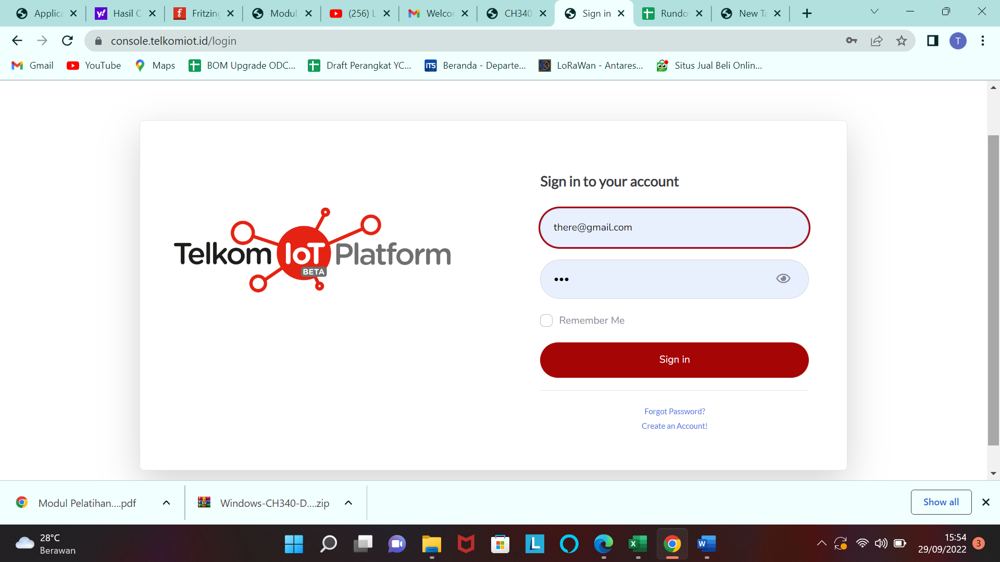 Applica
Hasil C
Fritzing
Modul
(256) L
Welcom
CH340
Sign in
Rundo
New Ta
console.telkomiot.id/login
T
Gmail
YouTube
Maps
BOM Upgrade ODC...
Draft Perangkat YC...
iTS
Beranda - Departe...
LoRaWan - Antares...
Situs Jual Beli Onlin...
Telkom IoT Platform
BETA
Sign in to your account
there@gmail.com
•••
Remember Me
Sign in
Forgot Password?
Create an Account!
Modul Pelatihan....pdf
Windows-CH340-D....zip
Show all
28°C
Berawan
15:54
29/09/2022
3